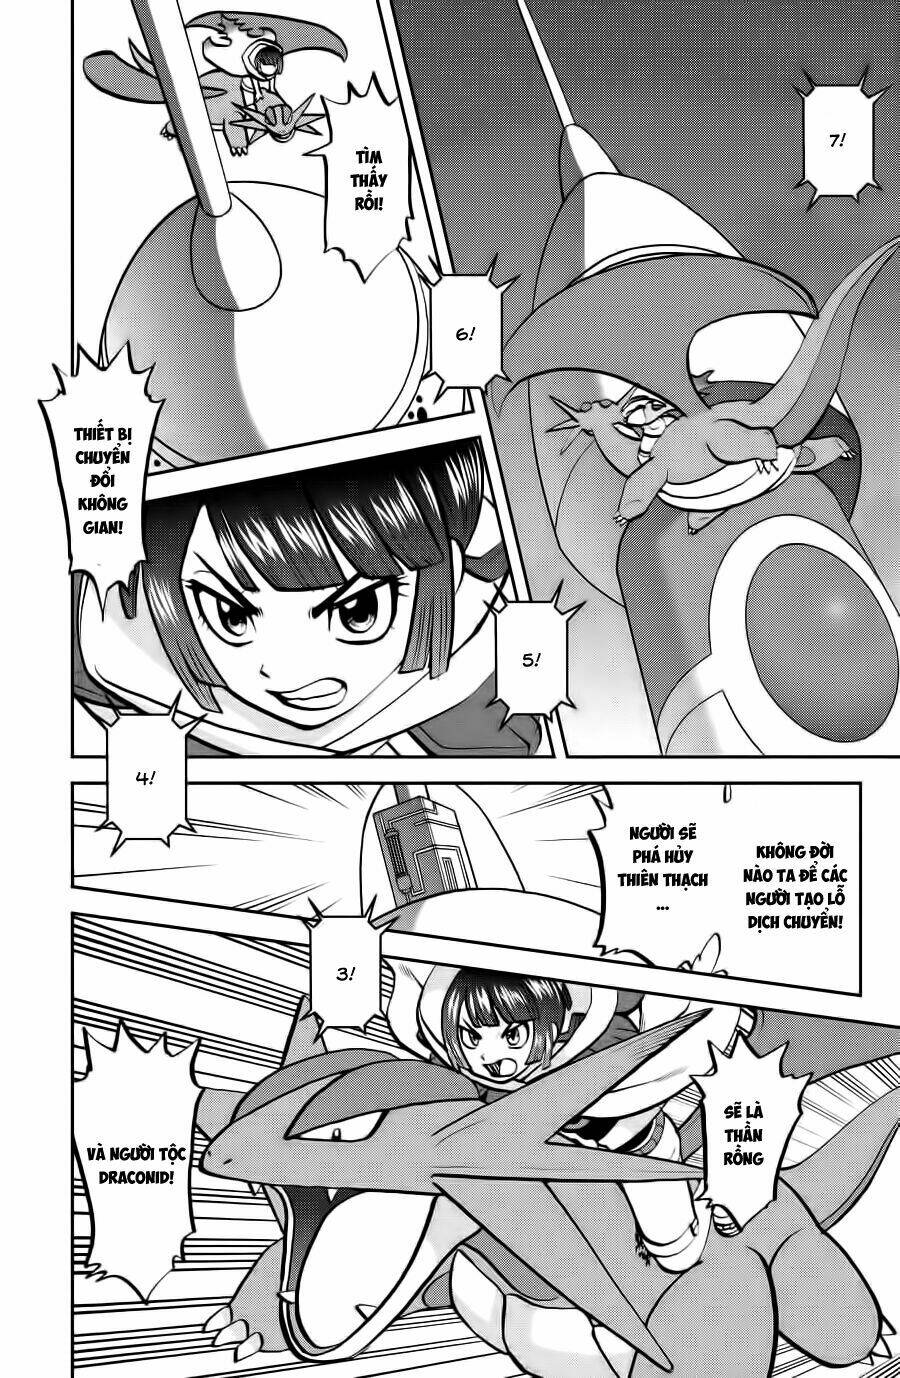 7!
TÌM
THẤY
RỒI!
6!
THIẾT BỊ
CHUYỂN
ĐỔI
KHÔNG
GIAN!
5!
4!
KHÔNG ĐỜI
NÀO TA ĐỂ CÁC
NGƯỜI TẠO LỖ
DỊCH CHUYỂN!
NGƯỜI SẼ
PHÁ HỦY
THIÊN THẠCH
...
3!
SẼ LÀ
THẦN
RỒNG
VÀ NGƯỜI TỘC
DRACONID!